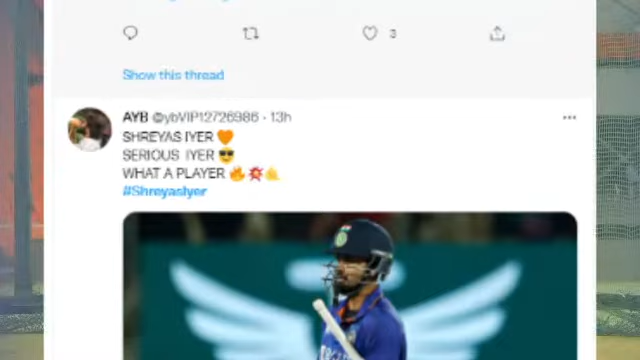 3
Show this thread
AYB @ybVIP12726986 · 13h
SHREYAS IYER 🧡
SERIOUS IYER 😎
WHAT A PLAYER 🔥💥🤙
#ShreyasIyer